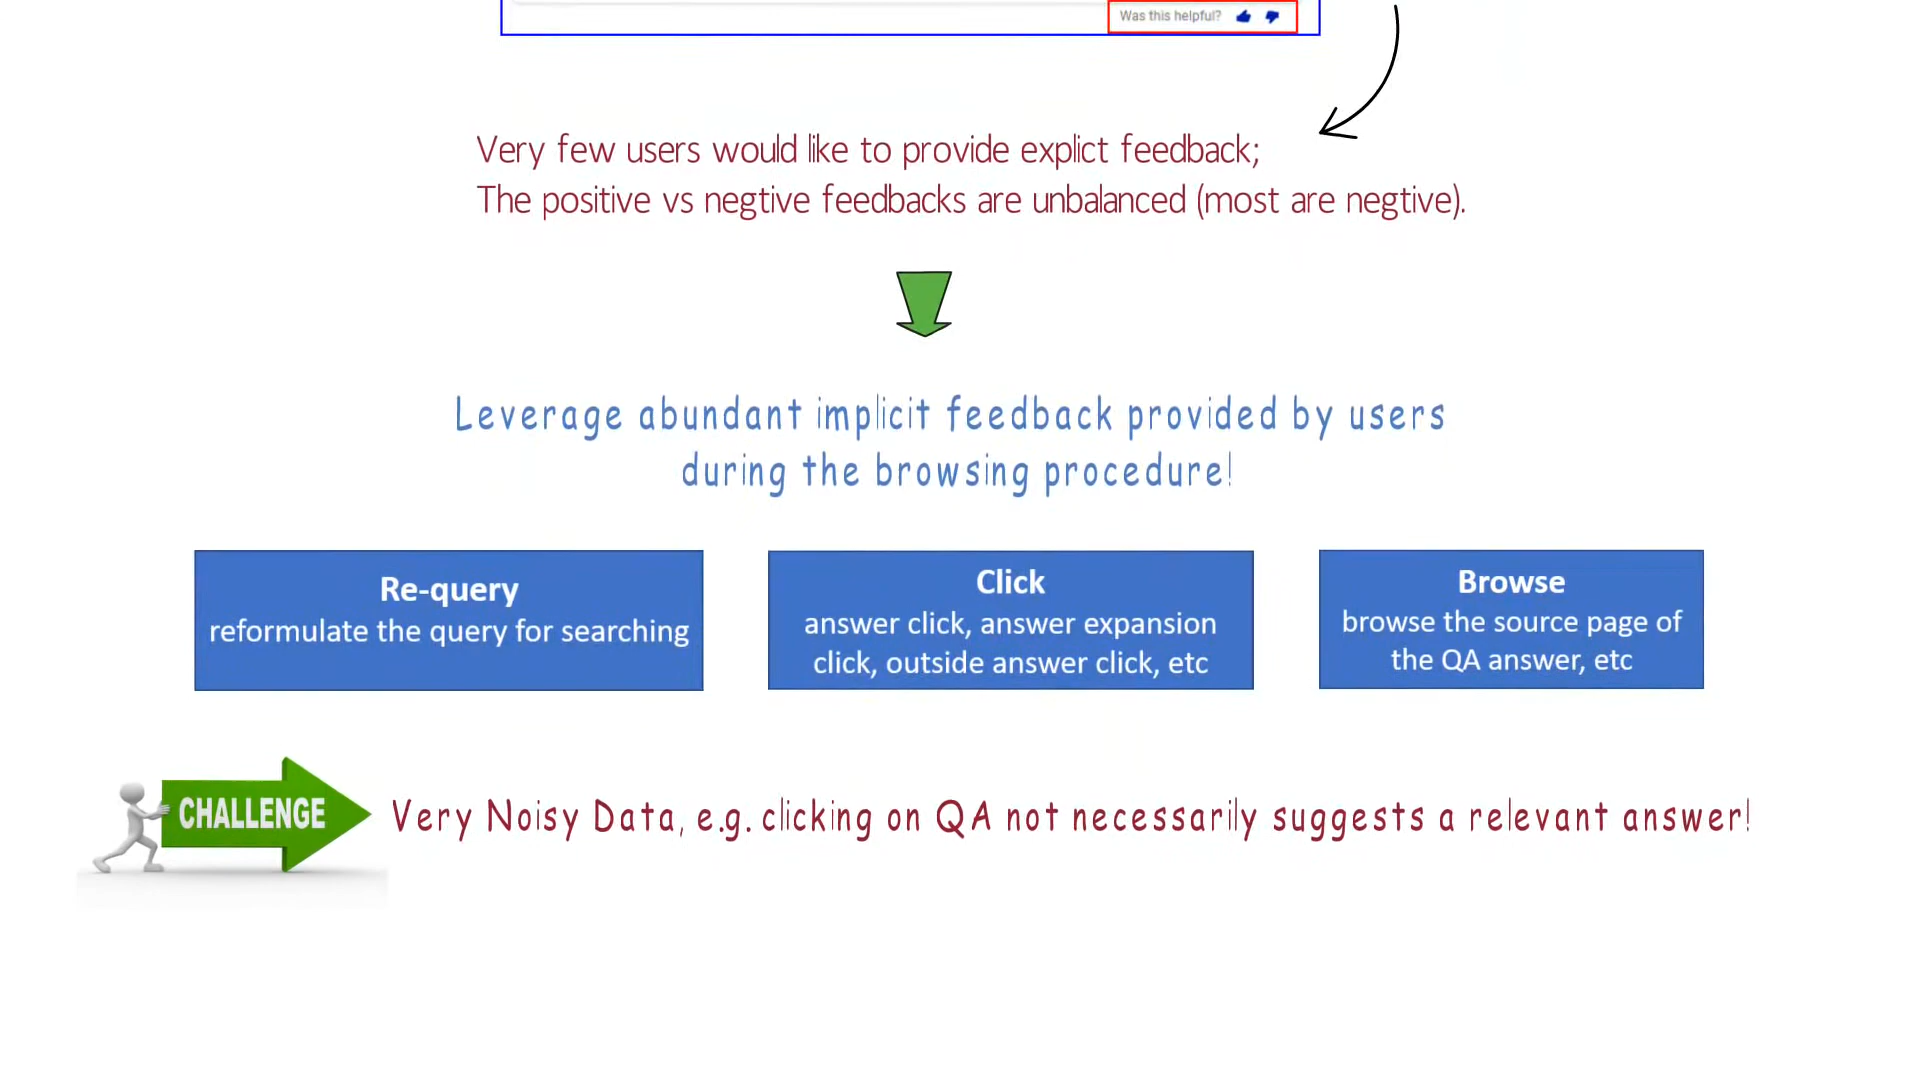 Was this helpful?
Very few users would like to provide explict feedback;
The positive vs negtive feedbacks are unbalanced (most are negtive).
Leverage abundant implicit feedback provided by users
during the browsing procedure!
Re-query
reformulate the query for searching
Click
answer click, answer expansion
click, outside answer click, etc
Browse
browse the source page of
the QA answer, etc
CHALLENGE
Very Noisy Data, e.g. clicking on QA not necessarily suggests a relevant answer!